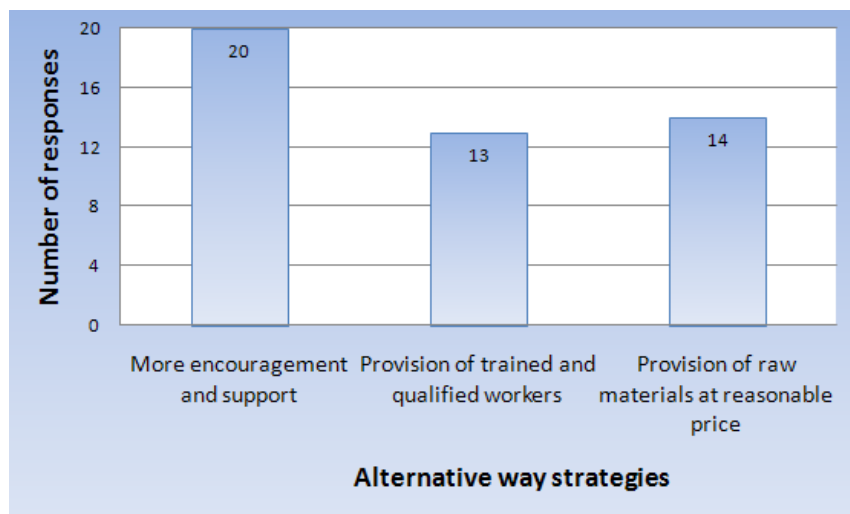 Number of responses
20
16
12
8
4
0
20
13
14
More encouragement
and support
Provision of trained and
qualified workers
Provision of raw
materials at reasonable
price
Alternative way strategies